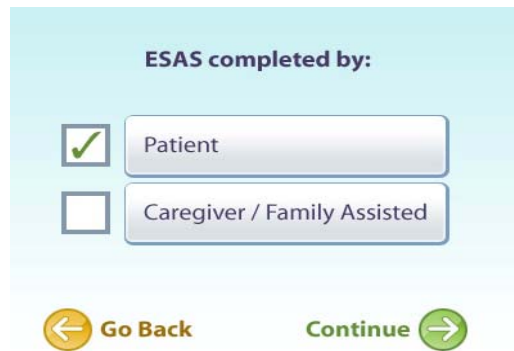 ESAS completed by:
Patient
Caregiver / Family Assisted
Go Back
Continue